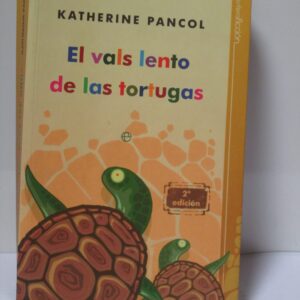 KATHERINE PANCOL
El vals lento
de las tortugas
e
2ª
edición